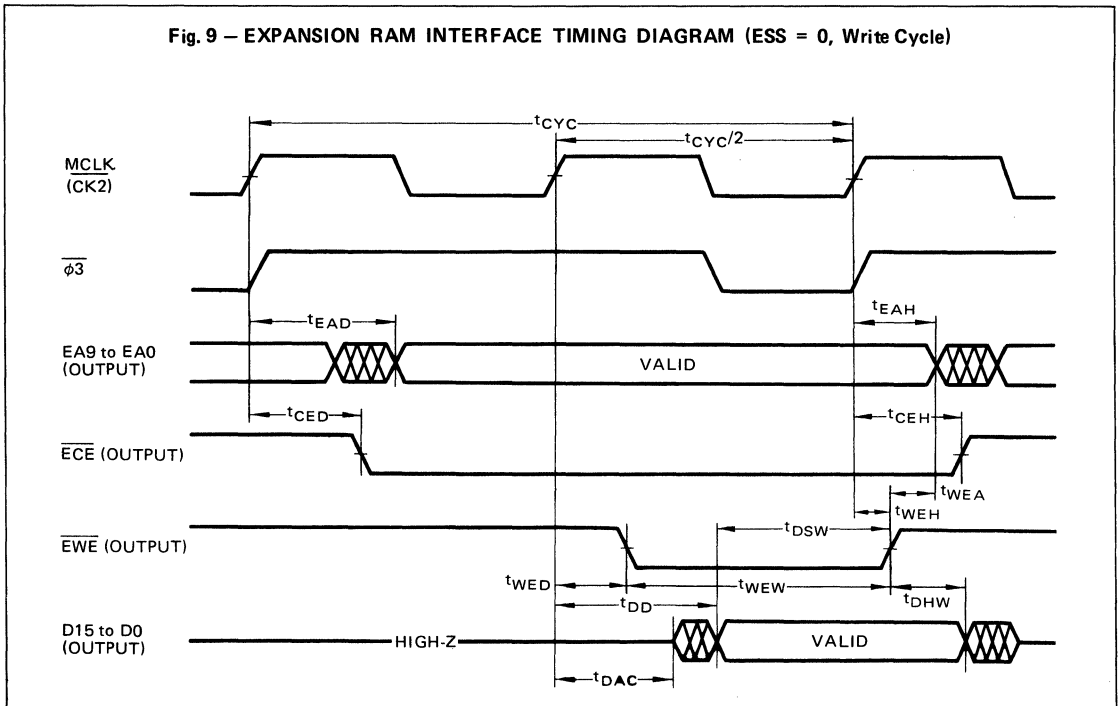 Fig. 9 – EXPANSION RAM INTERFACE TIMING DIAGRAM (ESS = 0, Write Cycle)
tCYC
tCYC/2
MCLK
(CK2)
φ3
tEAD
tEAH
EA9 to EA0
(OUTPUT)
VALID
tCED
tCEH
ECE (OUTPUT)
tWEA
tWEH
EWE (OUTPUT)
tDSW
tWED
tWEW
tDD
tDHW
D15 to D0
(OUTPUT)
HIGH-Z
VALID
tDAC